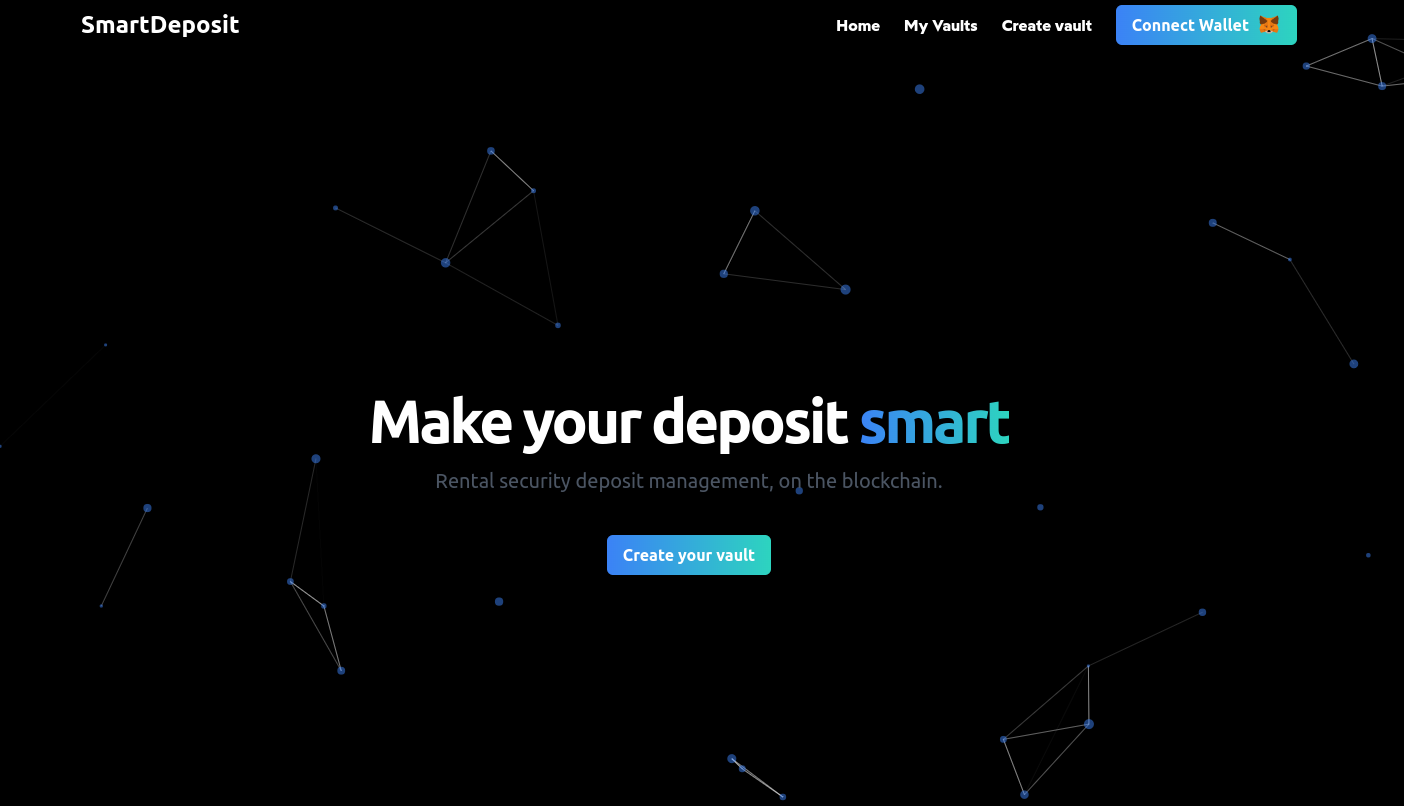 SmartDeposit
Home
My Vaults
Create vault
Connect Wallet
Make your deposit smart
Rental security deposit management, on the blockchain.
Create your vault